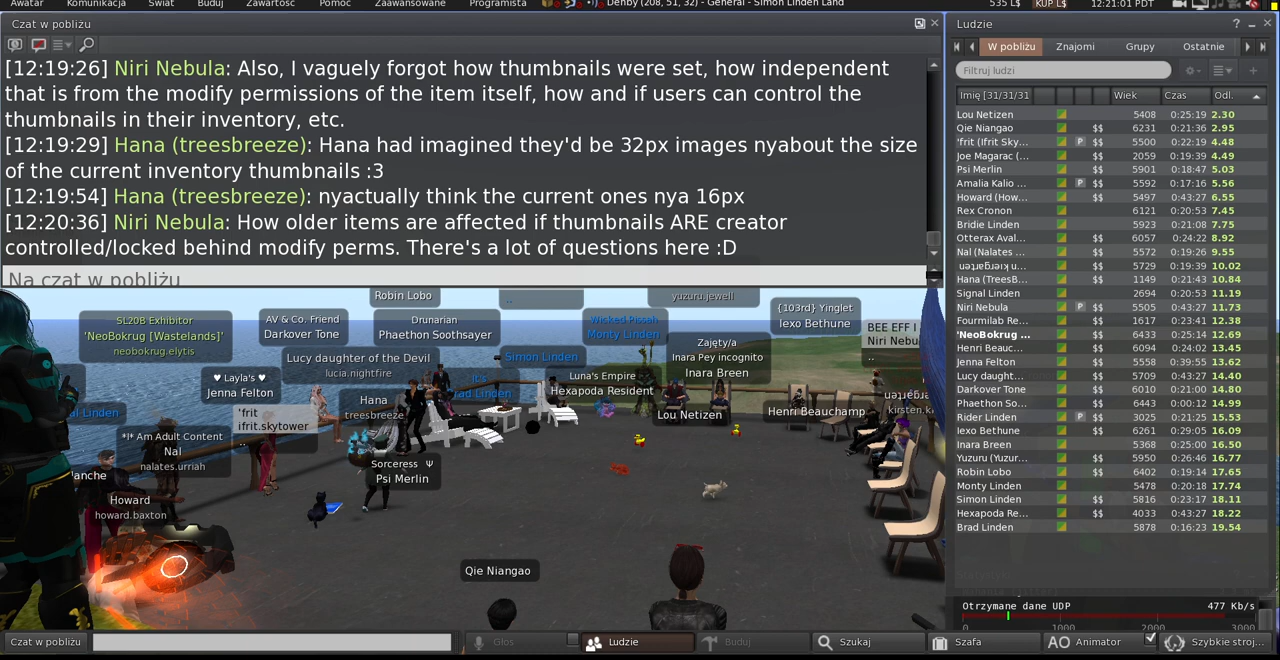 Awatar Komunikacja Świat Buduj Zawartość Pomoc Zaawansowane Programista Denby (208, 51, 32) - General - Simon Linden Land 535 L$ KUP L$ 12:21:01 PDT
Czat w pobliżu
[12:19:26] Niri Nebula: Also, I vaguely forgot how thumbnails were set, how independent
that is from the modify permissions of the item itself, how and if users can control the
thumbnails in their inventory, etc.
[12:19:29] Hana (treesbreeze): Hana had imagined they'd be 32px images nyabout the size
of the current inventory thumbnails :3
[12:19:54] Hana (treesbreeze): nyactually think the current ones nya 16px
[12:20:36] Niri Nebula: How older items are affected if thumbnails ARE creator
controlled/locked behind modify perms. There's a lot of questions here :D
Na czat w pobliżu
Robin Lobo
..
yuzuru.jewell
SL20B Exhibitor
'NeoBokrug [Wastelands]'
neobokrug.elytis
AV & Co. Friend
Darkover Tone
Drunarian
Phaethon Soothsayer
Wicked Pissah
Monty Linden
{103rd} Yinglet
Iexo Bethune
BEE EFF I
Niri Nebu
..
Zajęty/a
Inara Pey incognito
Inara Breen
Lucy daughter of the Devil
lucia.nightfire
Simon Linden
♥ Layla's ♥
Jenna Felton
Luna's Empire
Hexapoda Resident
Hana
treesbreeze
al Linden
'frit
ifrit.skytower
..
Lou Netizen
Henri Beauchamp
kirsten.k
*!* Am Adult Content
Nal
nalates.urriah
Sorceress Ψ
Psi Merlin
anche
Howard
howard.baxton
Qie Niangao
Czat w pobliżu Głos Ludzie Buduj Szukaj Szafa AO Animator Szybkie stroj...
Ludzie
W pobliżu Znajomi Grupy Ostatnie
Filtruj ludzi
Imię [31/31/31 Wiek Czas Odl.
Lou Netizen 5408 0:25:19 2.30
Qie Niangao $$ 6231 0:21:36 2.95
'frit (Ifrit Sky... P $$ 5500 0:22:19 4.48
Joe Magarac (... $$ 2059 0:19:39 4.49
Psi Merlin $$ 5901 0:18:47 5.03
Amalia Kalio ... P $$ 5592 0:17:16 5.56
Howard (How... $$ 5497 0:43:27 6.55
Rex Cronon 6121 0:20:53 7.45
Bridie Linden 5923 0:21:08 7.75
Otterax Aval... $$ 6057 0:24:22 8.92
Nal (Nalates ... $$ 5572 0:19:26 9.55
$$ 5729 0:19:39 10.02
Hana (TreesB... $$ 1149 0:21:43 10.84
Signal Linden 2694 0:20:53 11.19
Niri Nebula P $$ 5505 0:43:27 11.73
Fourmilab Re... $$ 1617 0:23:41 12.38
'NeoBokrug ... $$ 6433 0:25:14 12.69
Henri Beauc... $$ 6094 0:24:02 13.45
Jenna Felton $$ 5558 0:39:55 13.62
Lucy daught... $$ 5709 0:43:27 14.40
Darkover Tone $$ 6010 0:21:00 14.80
Phaethon So... $$ 6443 0:00:12 14.99
Rider Linden P $$ 3025 0:21:25 15.53
Iexo Bethune $$ 6261 0:29:05 16.09
Inara Breen 5368 0:25:00 16.50
Yuzuru (Yuzur... $$ 5950 0:26:46 16.77
Robin Lobo $$ 6402 0:19:14 17.65
Monty Linden 5478 0:20:18 17.74
Simon Linden $$ 5816 0:23:17 18.11
Hexapoda Re... $$ 4033 0:43:27 18.22
Brad Linden 5878 0:16:23 19.54
Otrzymane dane UDP 477 Kb/s
0 1000 2000 3000